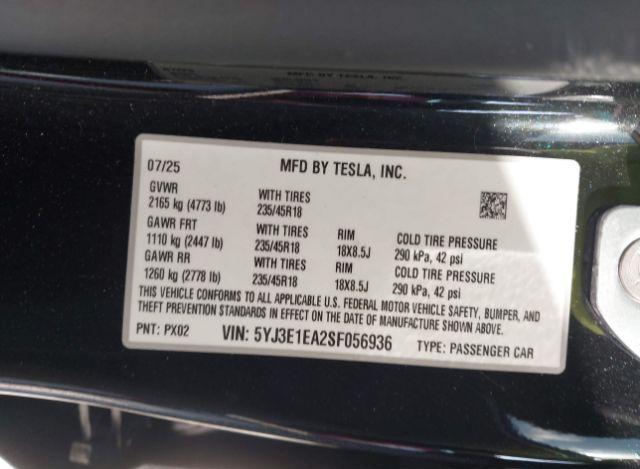 MFD BY TESLA, INC.
07/25 MFD BY TESLA, INC.
GVWR WITH TIRES
2165 kg (4773 lb) 235/45R18
GAWR FRT WITH TIRES RIM COLD TIRE PRESSURE
1110 kg (2447 lb) 235/45R18 18X8.5J 290 kPa, 42 psi
GAWR RR WITH TIRES RIM COLD TIRE PRESSURE
1260 kg (2778 lb) 235/45R18 18X8.5J 290 kPa, 42 psi
THIS VEHICLE CONFORMS TO ALL APPLICABLE U.S. FEDERAL MOTOR VEHICLE SAFETY, BUMPER, AND
THEFT PREVENTION STANDARDS IN EFFECT ON THE DATE OF MANUFACTURE SHOWN ABOVE.
PNT: PX02 VIN: 5YJ3E1EA2SF056936 TYPE: PASSENGER CAR